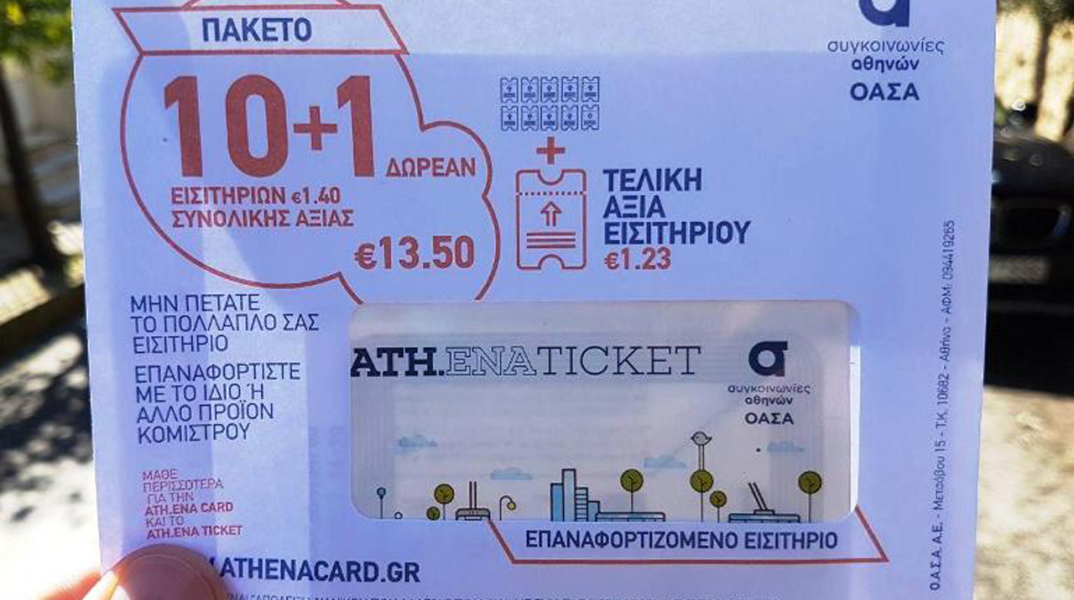 ΠΑΚΕΤΟ
10+1 ΔΩΡΕΑΝ
ΕΙΣΙΤΗΡΙΩΝ €1.40
ΣΥΝΟΛΙΚΗΣ ΑΞΙΑΣ
€13.50
συγκοινωνίες
αθηνών
ΟΑΣΑ
+
ΤΕΛΙΚΗ
ΑΞΙΑ
ΕΙΣΙΤΗΡΙΟΥ
€1.23
ΜΗΝ ΠΕΤΑΤΕ
ΤΟ ΠΟΛΛΑΠΛΟ ΣΑΣ
ΕΙΣΙΤΗΡΙΟ
ΕΠΑΝΑΦΟΡΤΙΣΤΕ
ΜΕ ΤΟ ΙΔΙΟ Ή
ΑΛΛΟ ΠΡΟΪΟΝ
ΚΟΜΙΣΤΡΟΥ
ΜΑΘΕ
ΠΕΡΙΣΣΟΤΕΡΑ
ΓΙΑ ΤΗΝ
ATH.ENA CARD
ΚΑΙ ΤΟ
ATH.ENA TICKET
ATH.ENA TICKET
συγκοινωνίες
αθηνών
ΟΑΣΑ
ΕΠΑΝΑΦΟΡΤΙΖΟΜΕΝΟ ΕΙΣΙΤΗΡΙΟ
.ATHENACARD.GR
Ο.Α.Σ.Α. Α.Ε. - Μετσόβου 15 - Τ.Κ. 10682 - Αθήνα - ΑΦΜ: 094419265